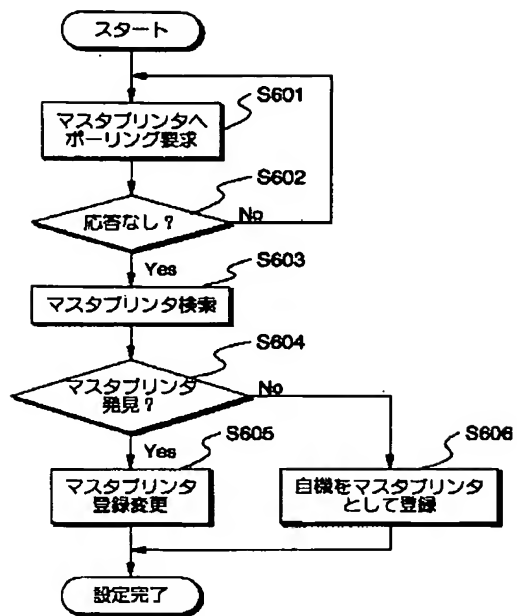 スタート
S601
マスタプリンタへ
ポーリング要求
S602
応答なし?
No
Yes
S603
マスタプリンタ検索
S604
マスタプリンタ
発見?
No
Yes
S605
マスタプリンタ
登録変更
S606
自機をマスタプリンタ
として登録
設定完了